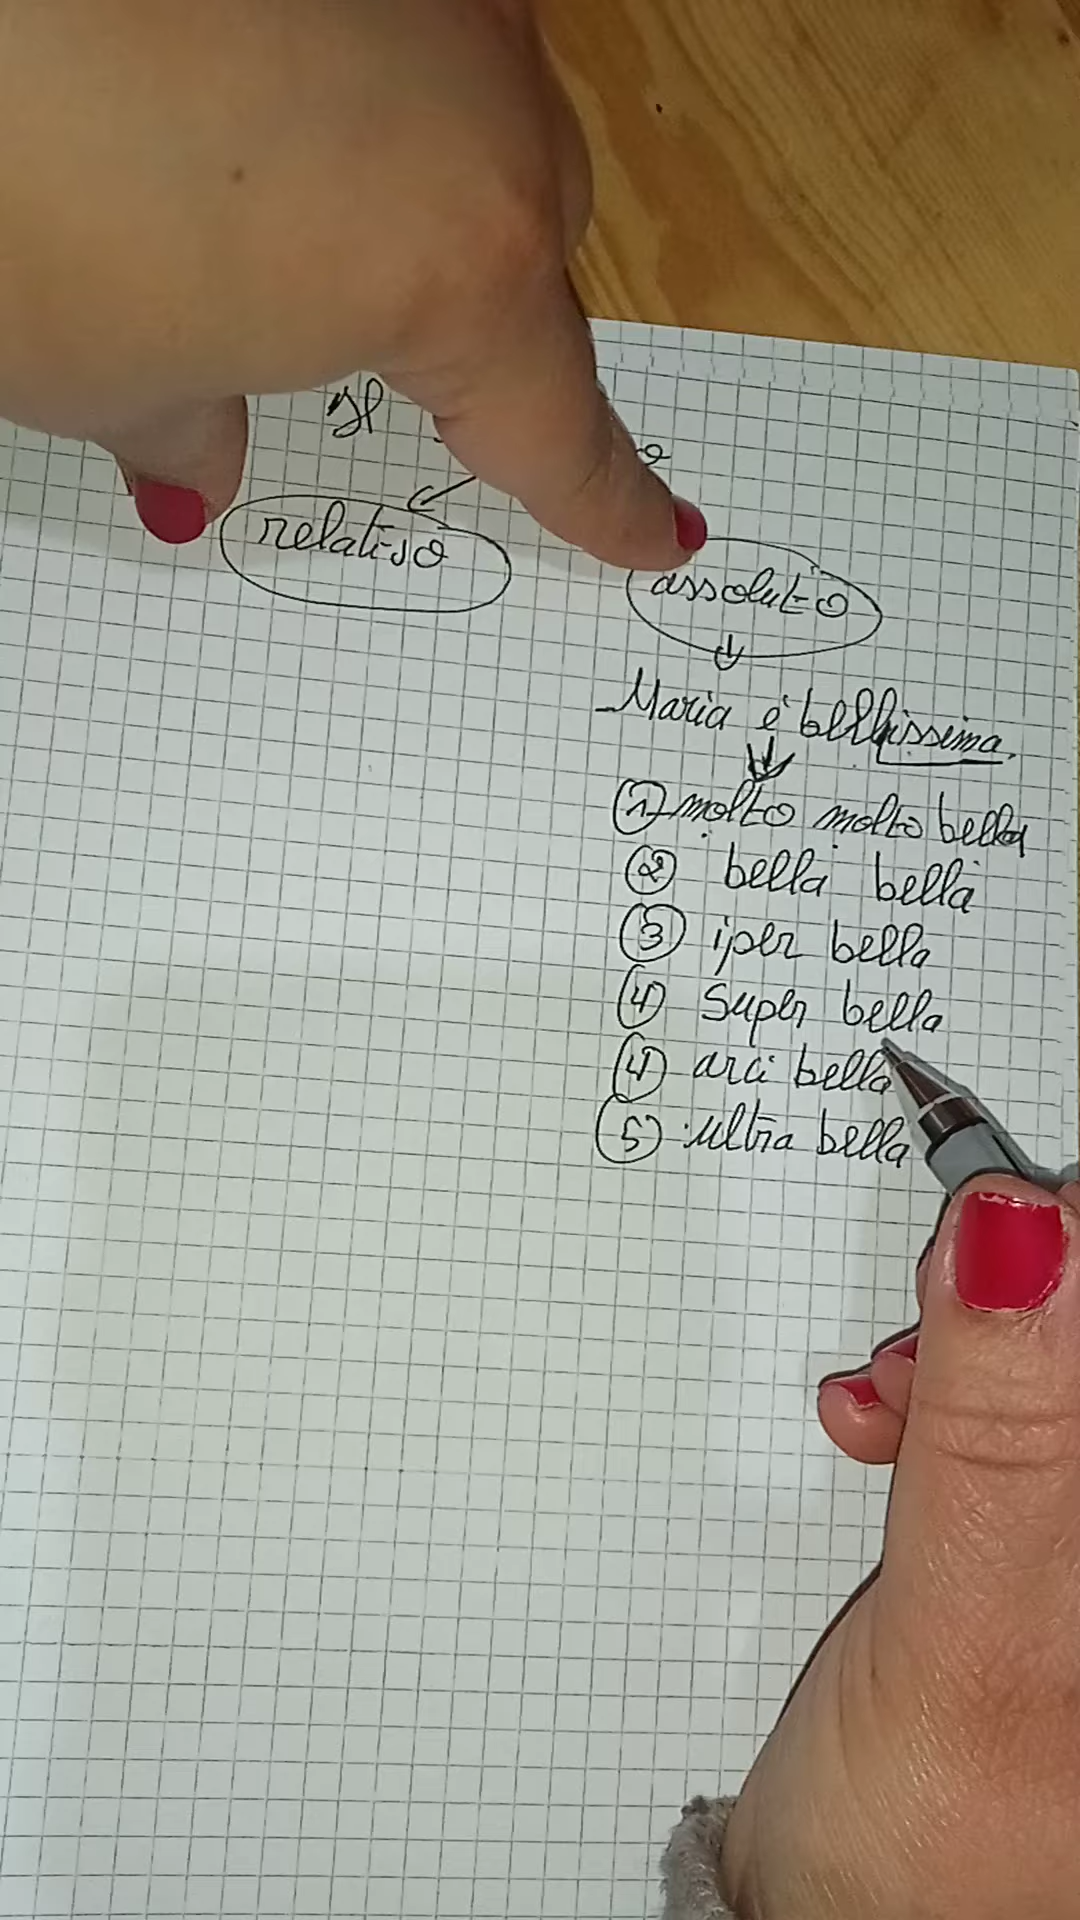 Il
relativo
assoluto
Maria è bellissima.
1 molto molto bella
2 bella bella
3 iper bella
4 Super bella
4 arci bella
5 ultra bella